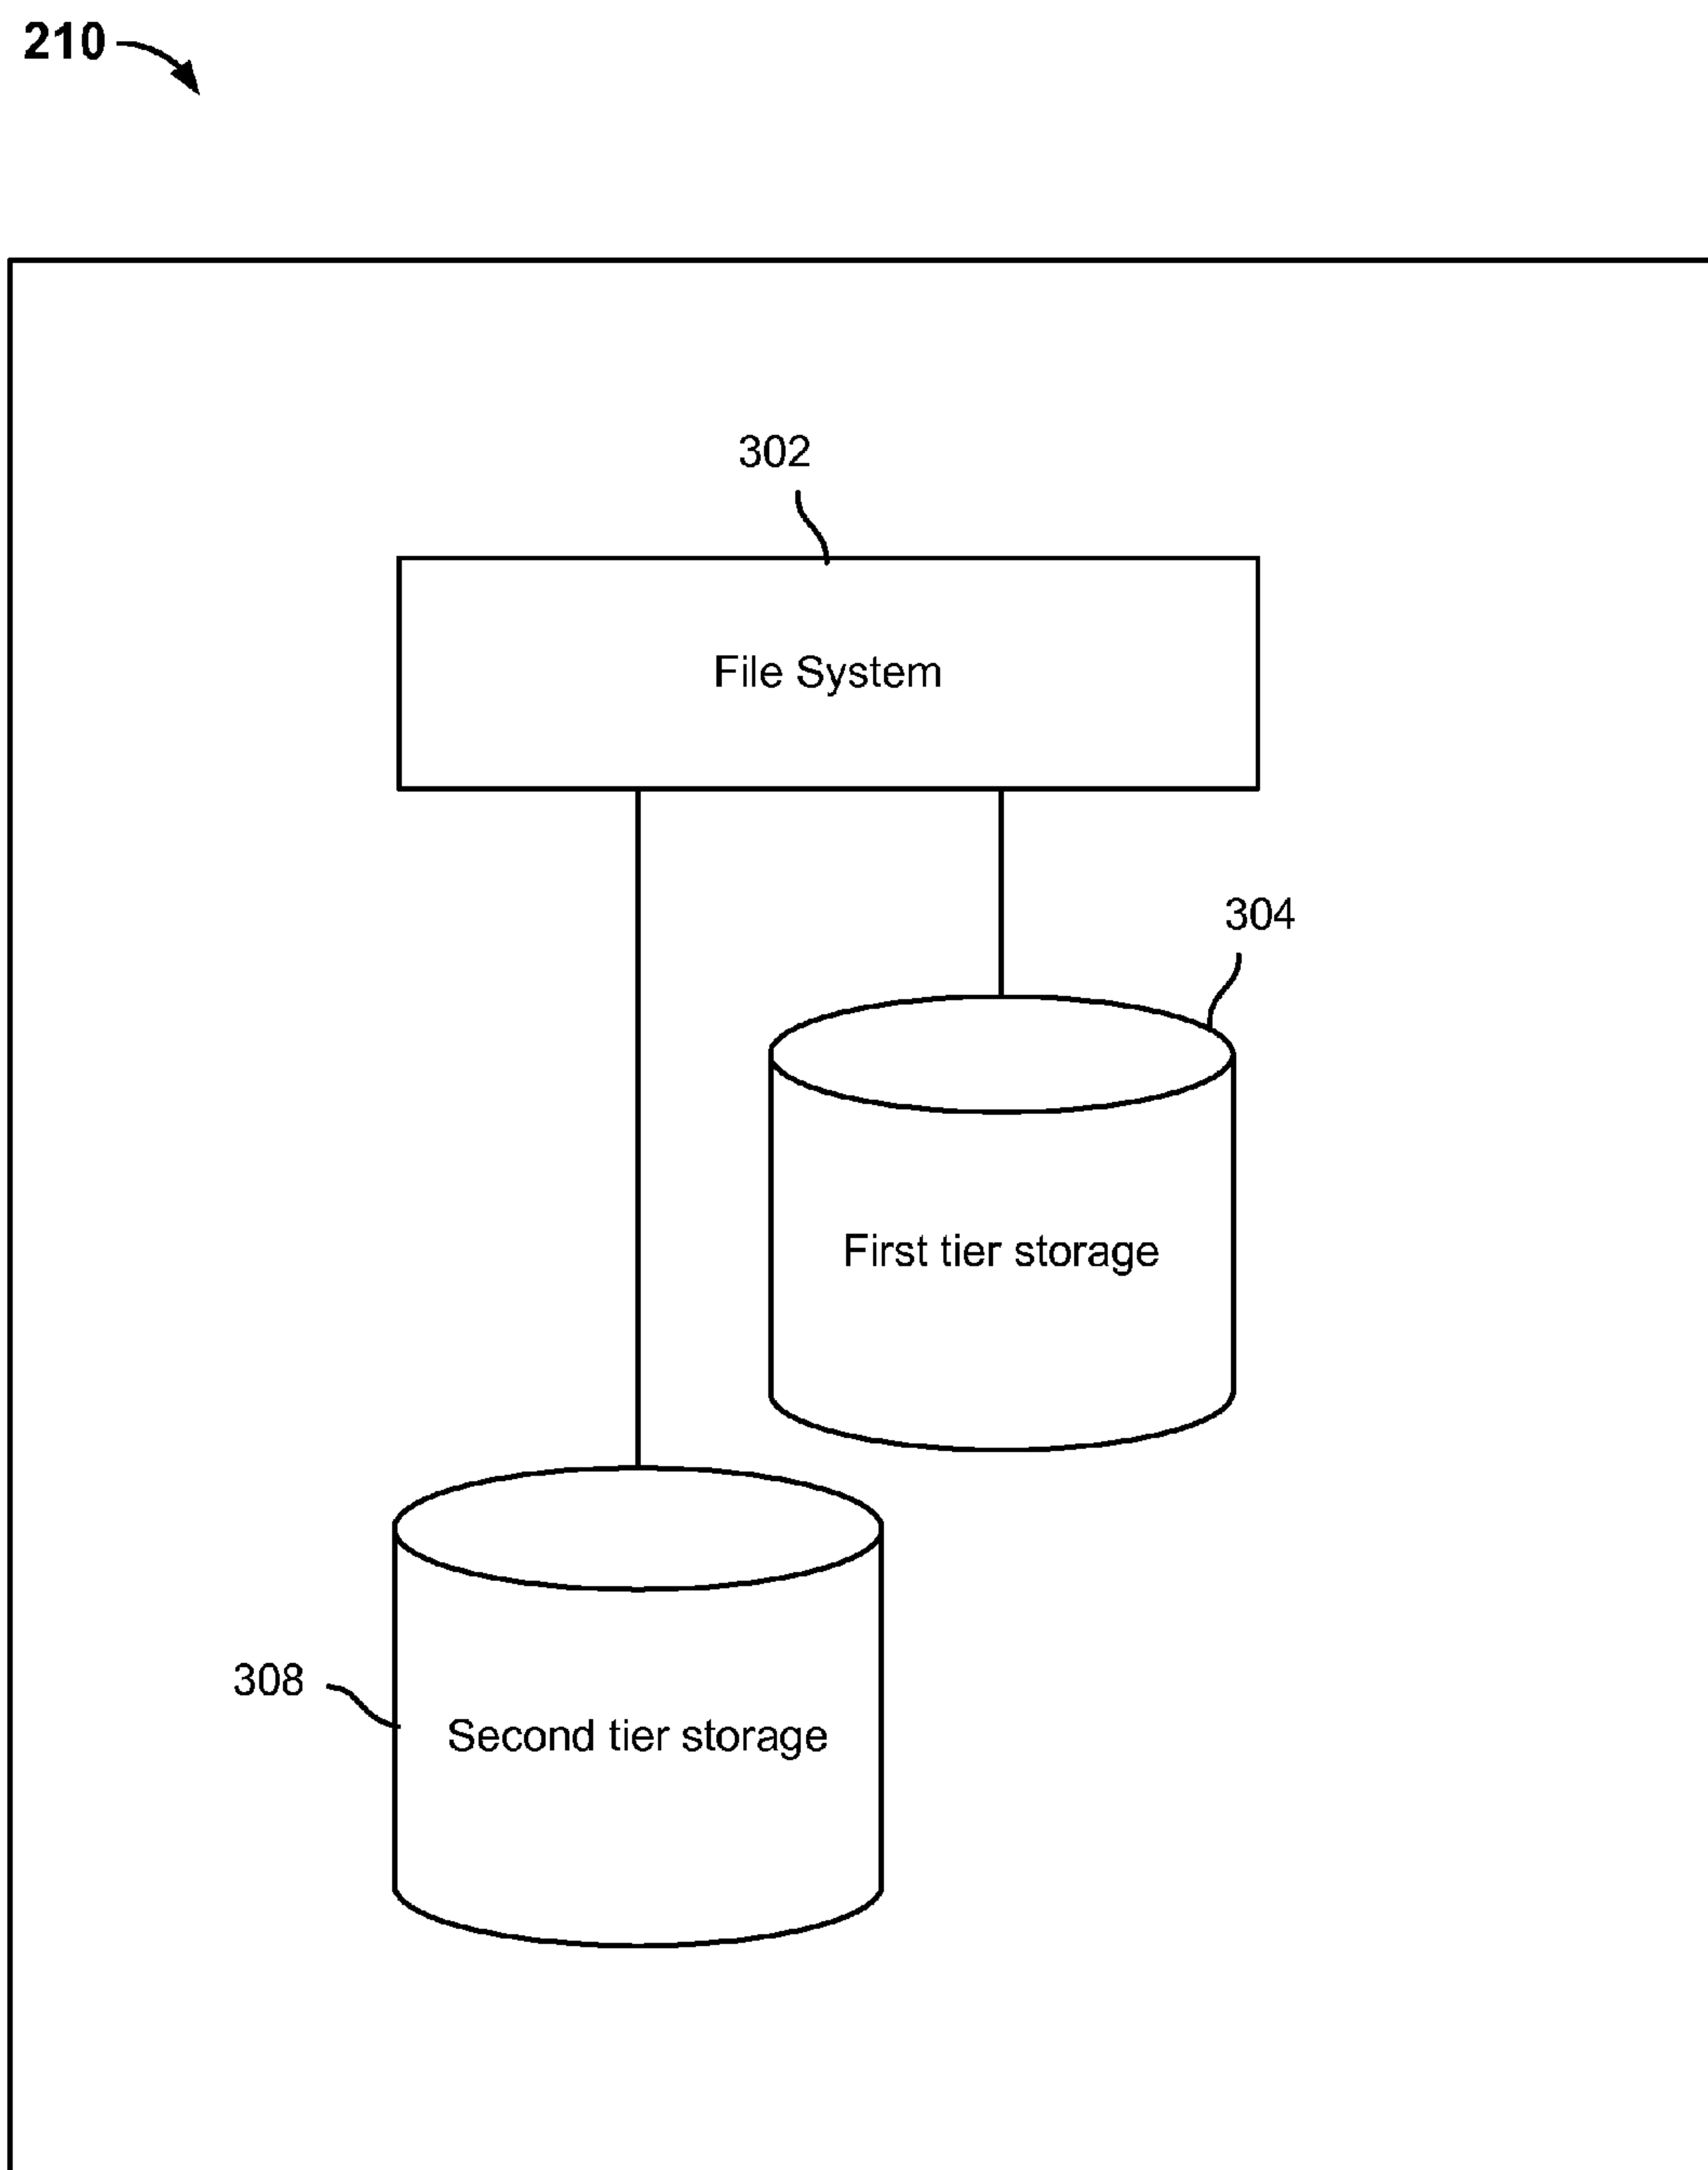 210
302
File System
304
First tier storage
308
Second tier storage